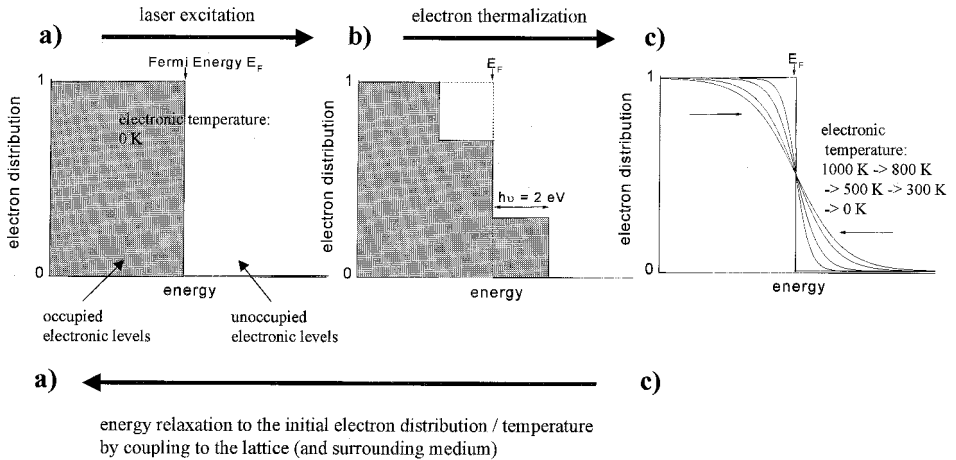 laser excitation
electron thermalization
a)
b)
c)
Fermi Energy E_F
E_F
E_F
1
1
1
electronic temperature:
0 K
electronic
temperature:
1000 K -> 800 K
-> 500 K -> 300 K
-> 0 K
hυ = 2 eV
electron distribution
electron distribution
electron distribution
0
0
0
energy
energy
energy
occupied
electronic levels
unoccupied
electronic levels
a)
c)
energy relaxation to the initial electron distribution / temperature
by coupling to the lattice (and surrounding medium)